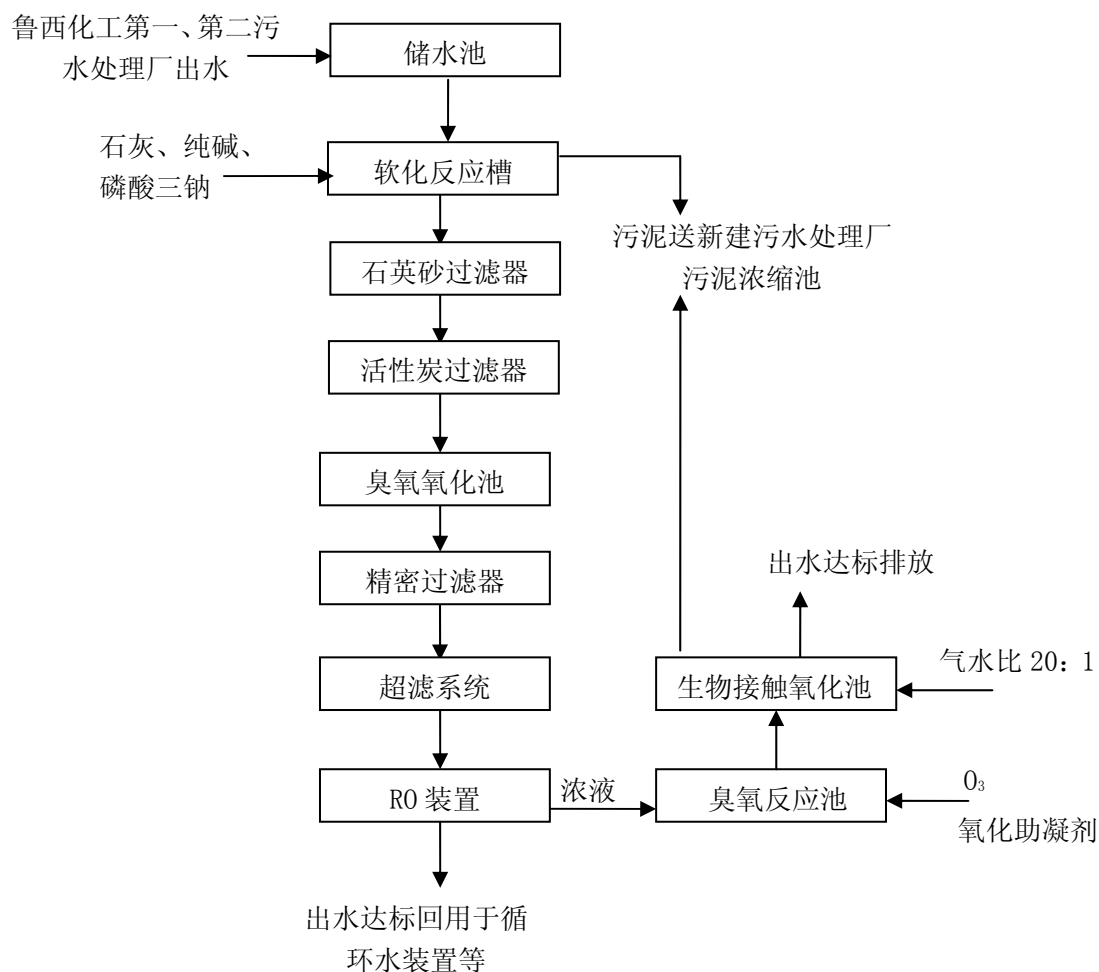 鲁西化工第一、第二污
水处理厂出水
储水池
石灰、纯碱、
磷酸三钠
软化反应槽
污泥送新建污水处理厂
污泥浓缩池
石英砂过滤器
活性炭过滤器
臭氧氧化池
精密过滤器
出水达标排放
超滤系统
生物接触氧化池
气水比 20：1
RO 装置
浓液
臭氧反应池
O₃
氧化助凝剂
出水达标回用于循
环水装置等